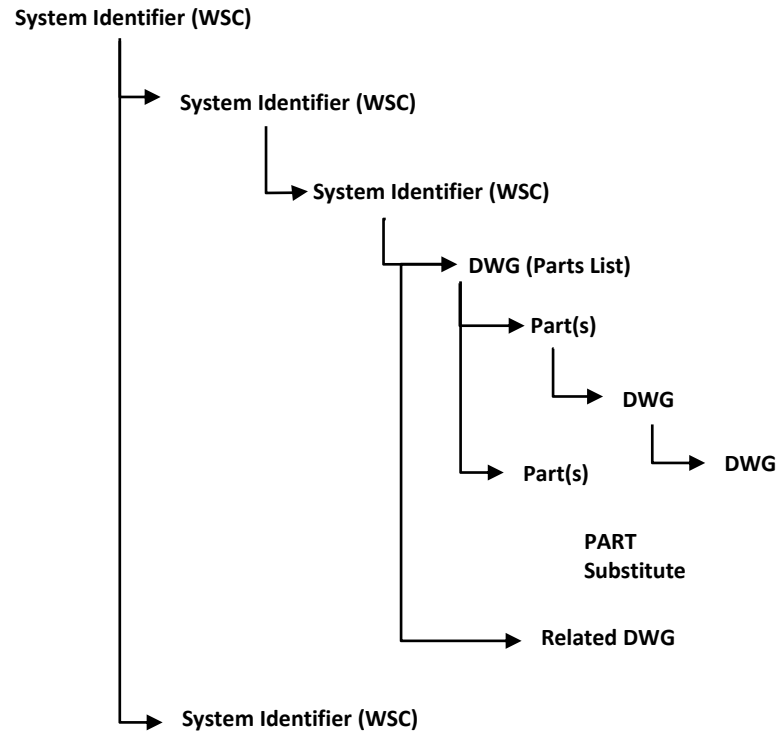 System Identifier (WSC)
System Identifier (WSC)
System Identifier (WSC)
DWG (Parts List)
Part(s)
DWG
DWG
Part(s)
PART
Substitute
Related DWG
System Identifier (WSC)